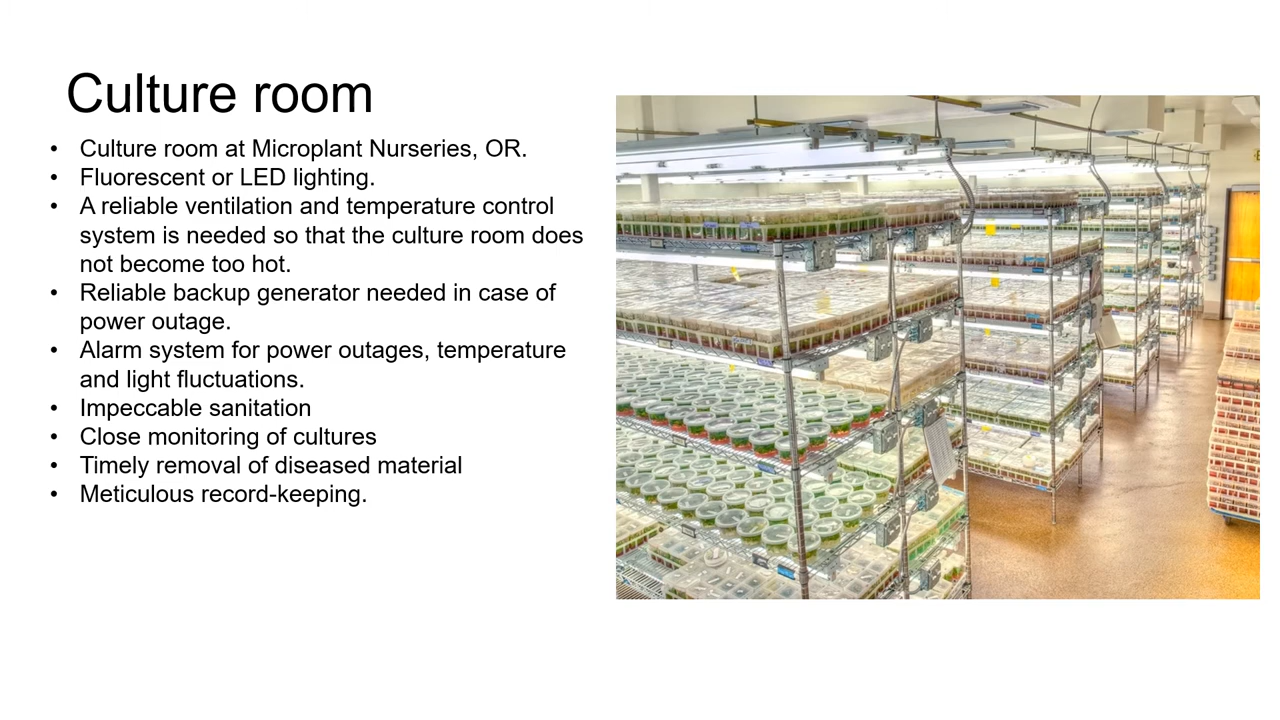 Culture room
• Culture room at Microplant Nurseries, OR.
• Fluorescent or LED lighting.
• A reliable ventilation and temperature control
system is needed so that the culture room does
not become too hot.
• Reliable backup generator needed in case of
power outage.
• Alarm system for power outages, temperature
and light fluctuations.
• Impeccable sanitation
• Close monitoring of cultures
• Timely removal of diseased material
• Meticulous record-keeping.